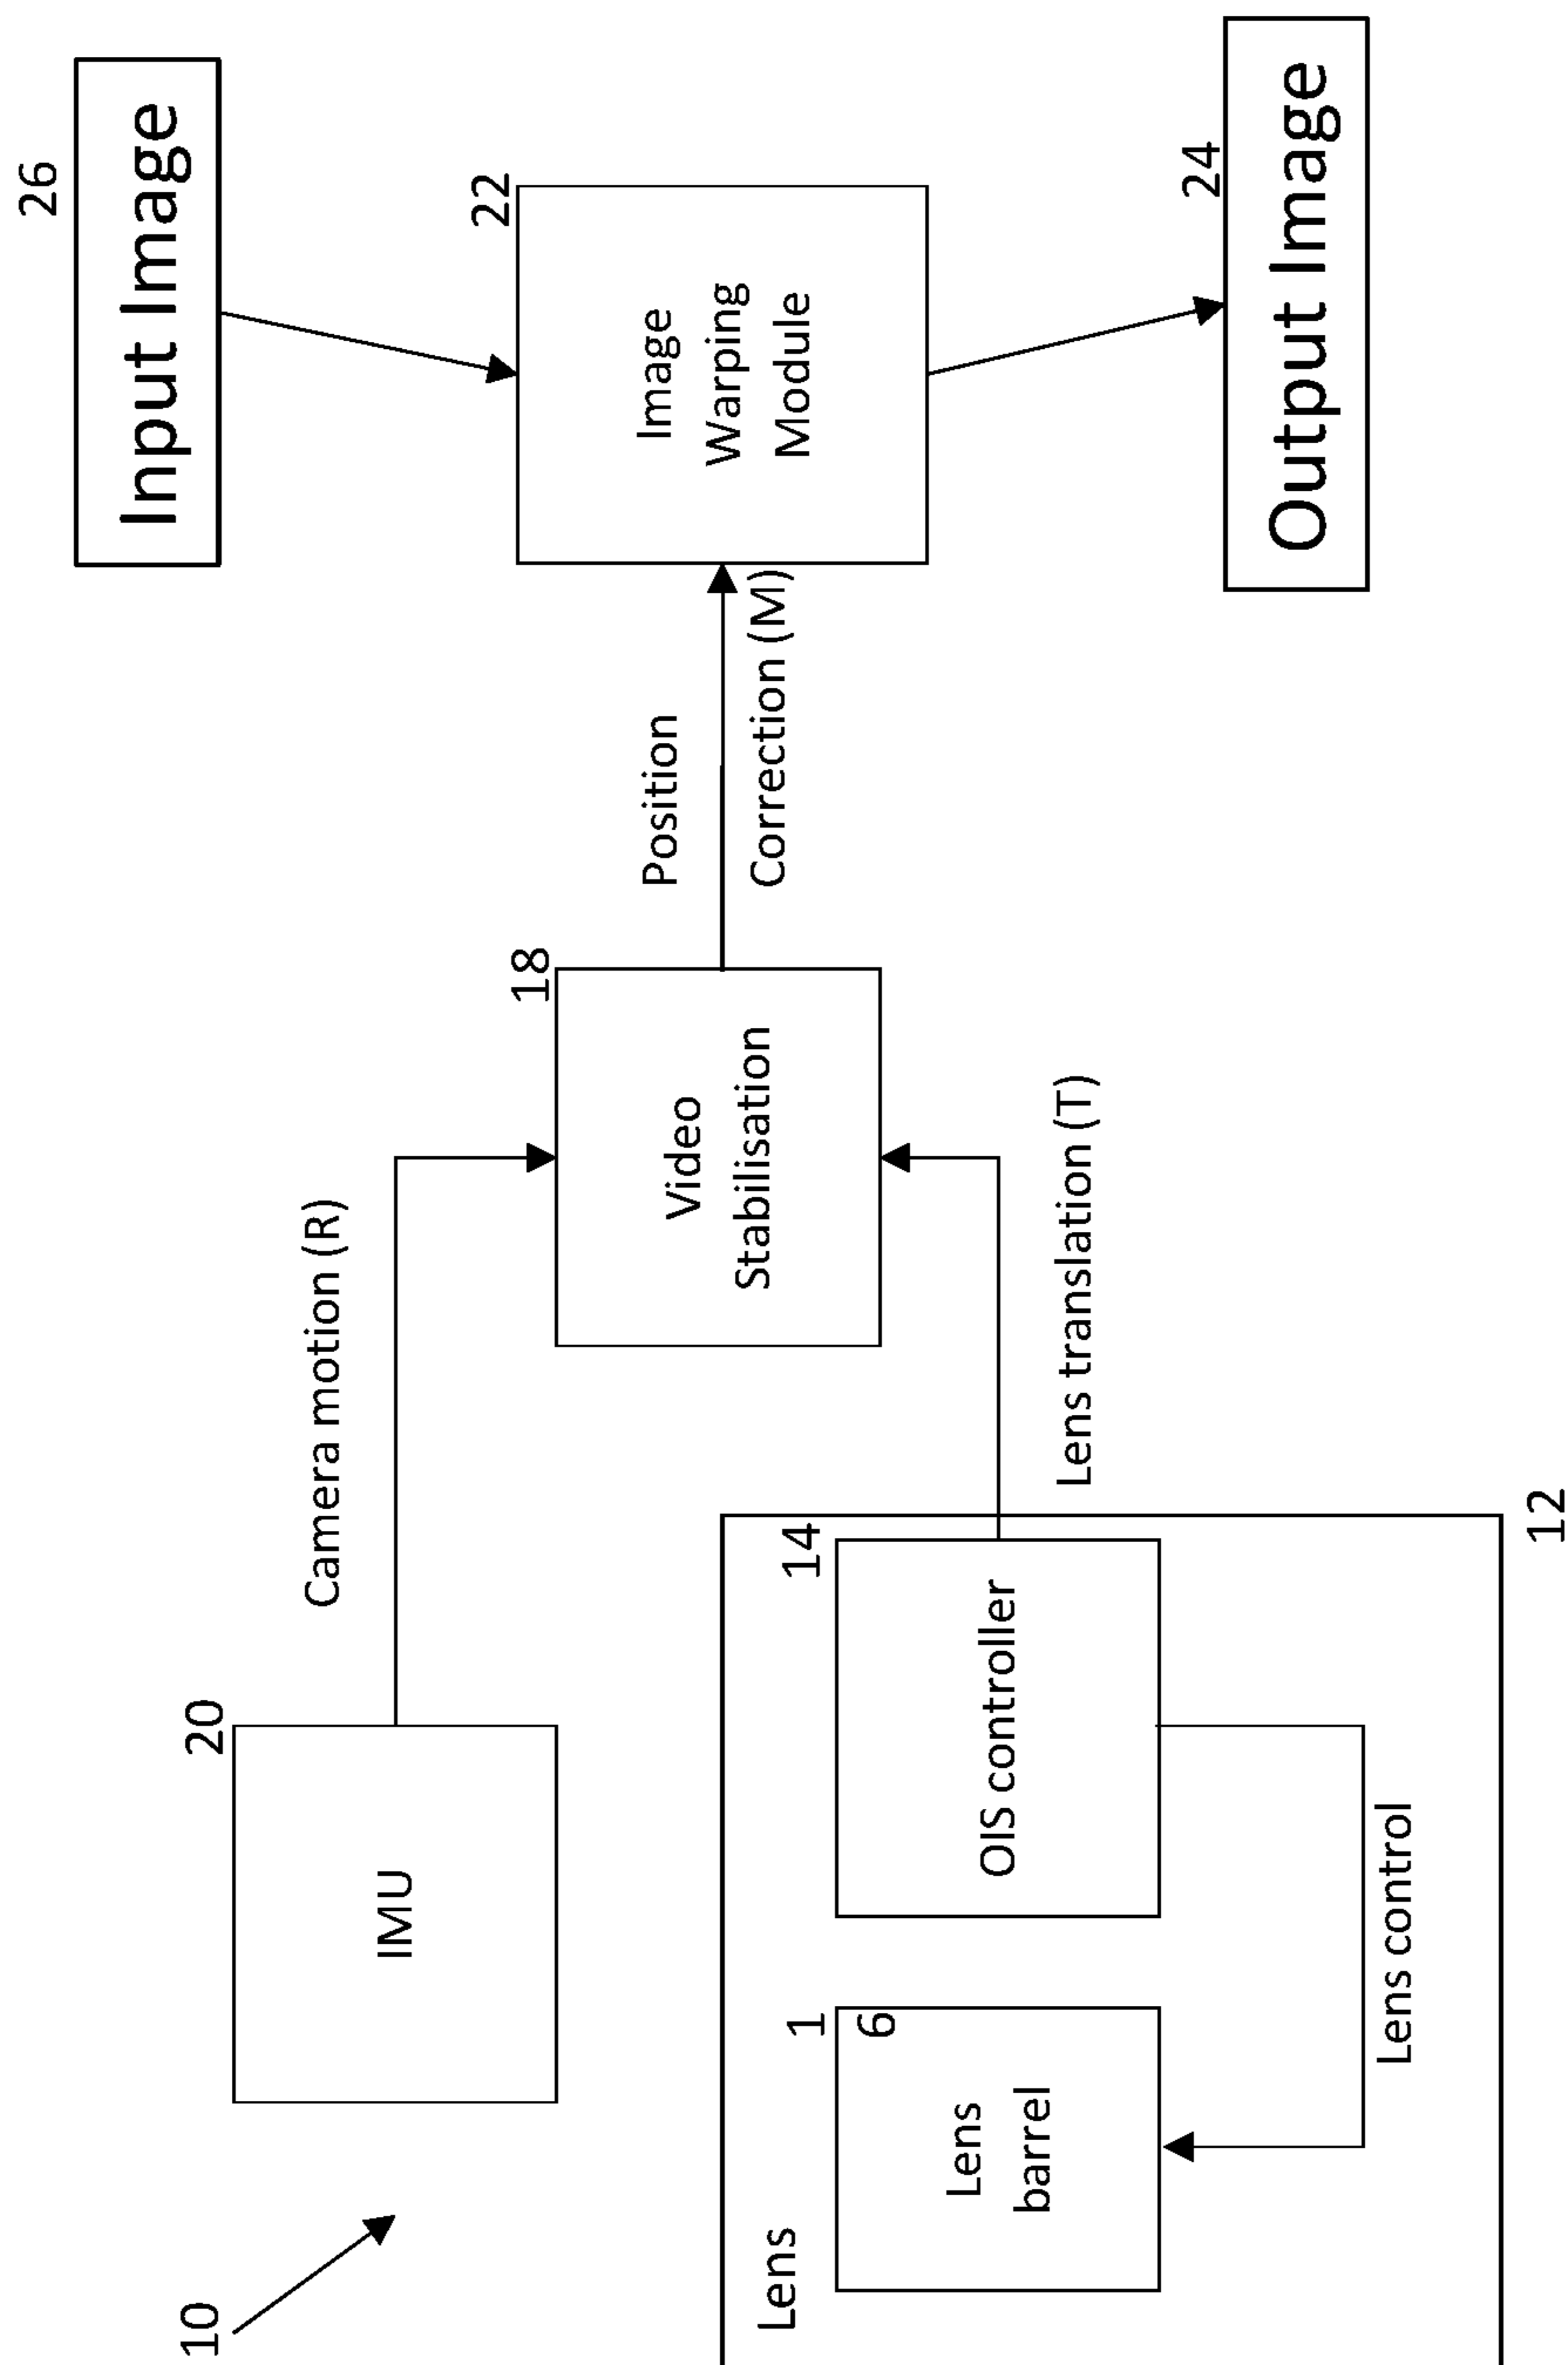 10
IMU
20
Camera motion (R)
Lens
Lens
barrel
1
6
OIS controller
14
Lens control
12
Lens translation (T)
Video
Stabilisation
18
Position
Correction (M)
Image
Warping
Module
22
Input Image
26
Output Image
24